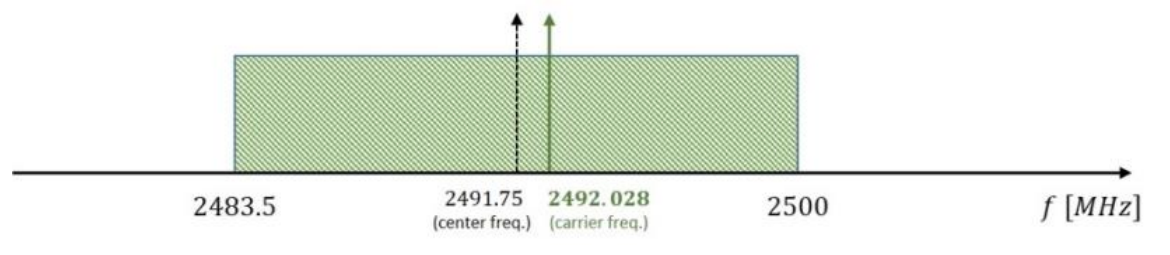 2483.5
2491.75
(center freq.)
2492.028
(carrier freq.)
2500
f [MHz]